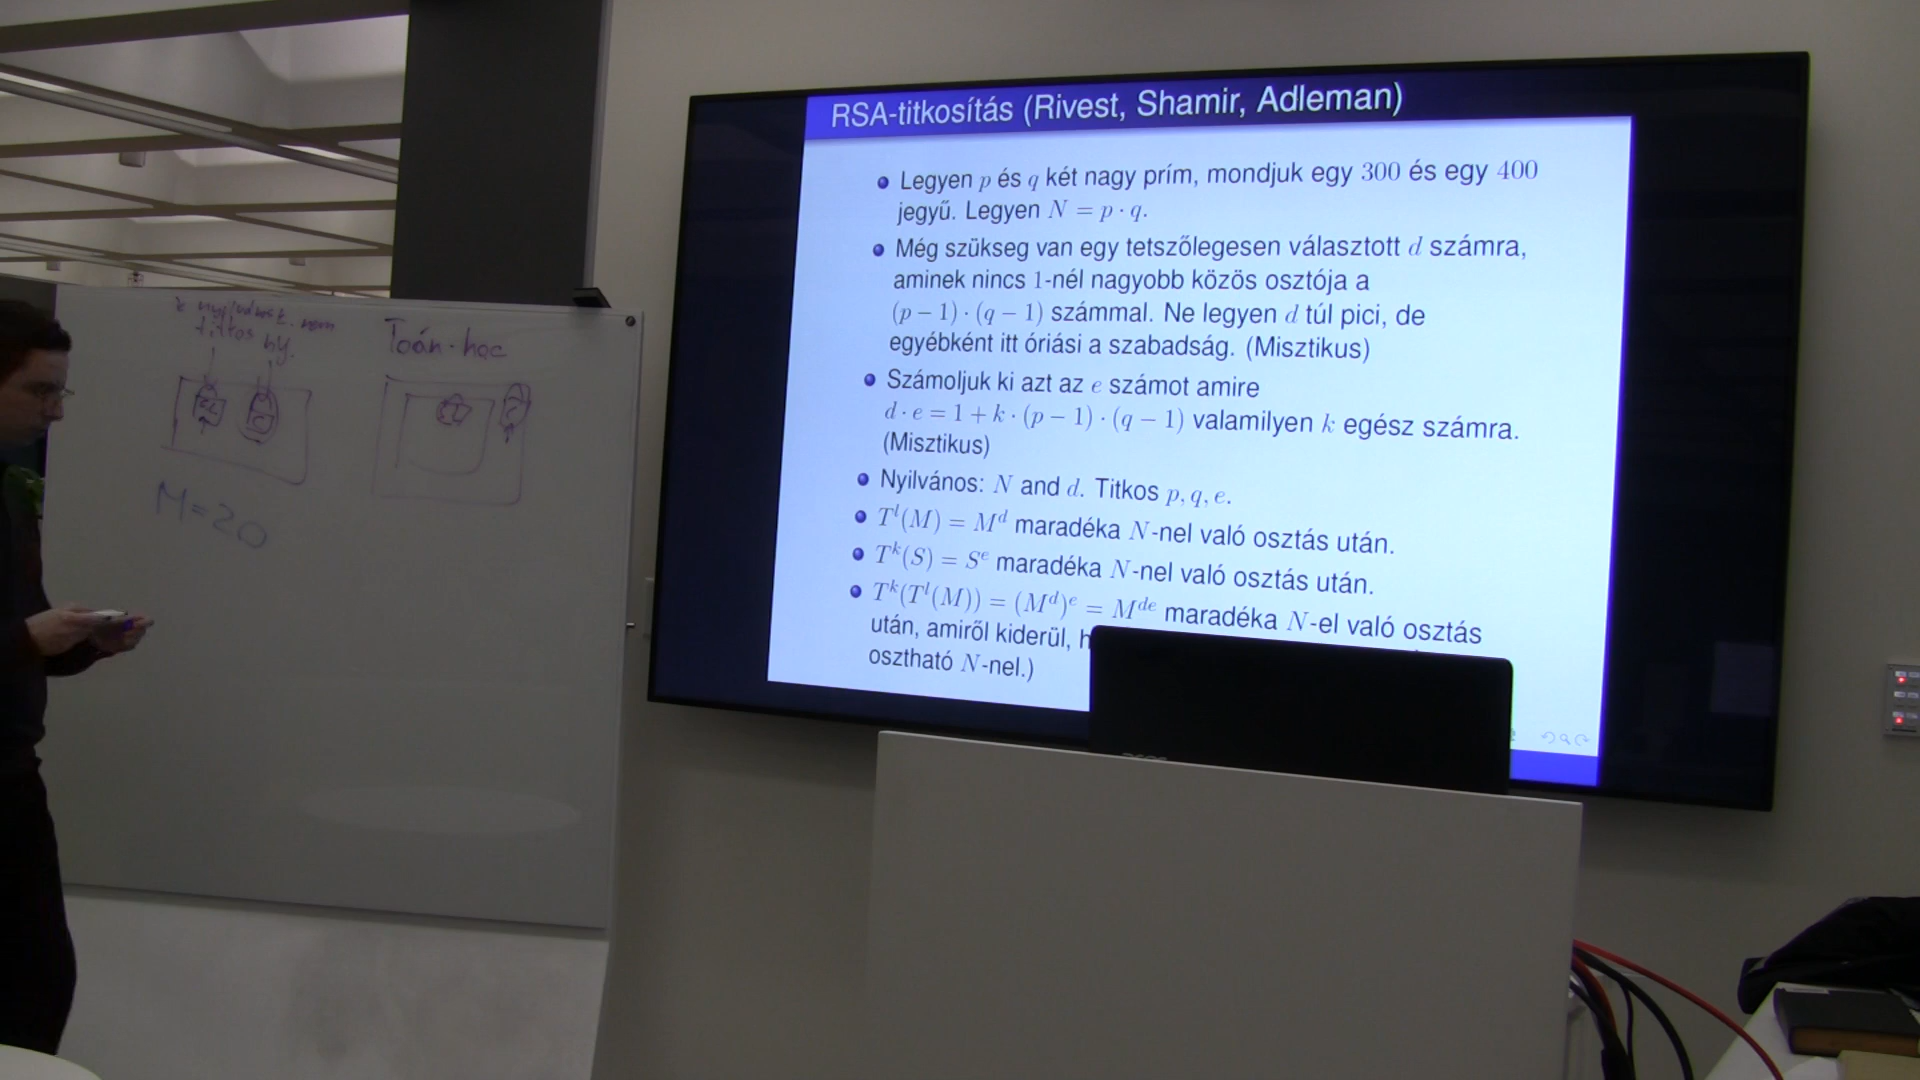 RSA-titkosítás (Rivest, Shamir, Adleman)
Legyen p és q két nagy prím, mondjuk egy 300 és egy 400
jegyű. Legyen N = p · q.
Még szükseg van egy tetszőlegesen választott d számra,
aminek nincs 1-nél nagyobb közös osztója a
(p − 1) · (q − 1) számmal. Ne legyen d túl pici, de
egyébként itt óriási a szabadság. (Misztikus)
Számoljuk ki azt az e számot amire
d · e = 1 + k · (p − 1) · (q − 1) valamilyen k egész számra.
(Misztikus)
Nyilvános: N and d. Titkos p, q, e.
T^l(M) = M^d maradéka N-nel való osztás után.
T^k(S) = S^e maradéka N-nel való osztás után.
T^k(T^l(M)) = (M^d)^e = M^{de} maradéka N-el való osztás
után, amiről kiderül, h
osztható N-nel.)
titkos
Toán · hoc
M=20